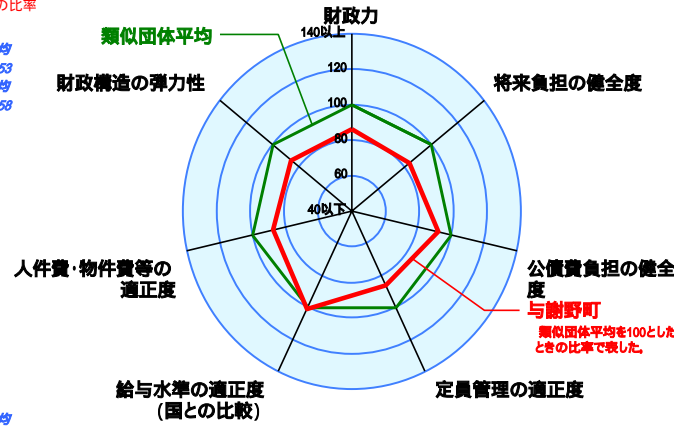 の比率
均
53
均
58
財政力
140以上
類似団体平均
120
財政構造の弾力性
将来負担の健全度
100
80
60
40以下
人件費・物件費等の
適正度
公債費負担の健全
度
与謝野町
類似団体平均を100とした
ときの比率で表した。
給与水準の適正度
(国との比較)
定員管理の適正度
均